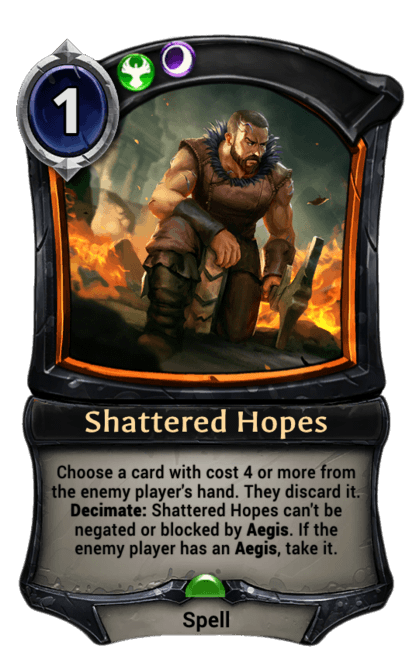 1
Shattered Hopes
Choose a card with cost 4 or more from
the enemy player's hand. They discard it.
Decimate: Shattered Hopes can't be
negated or blocked by Aegis. If the
enemy player has an Aegis, take it.
Spell